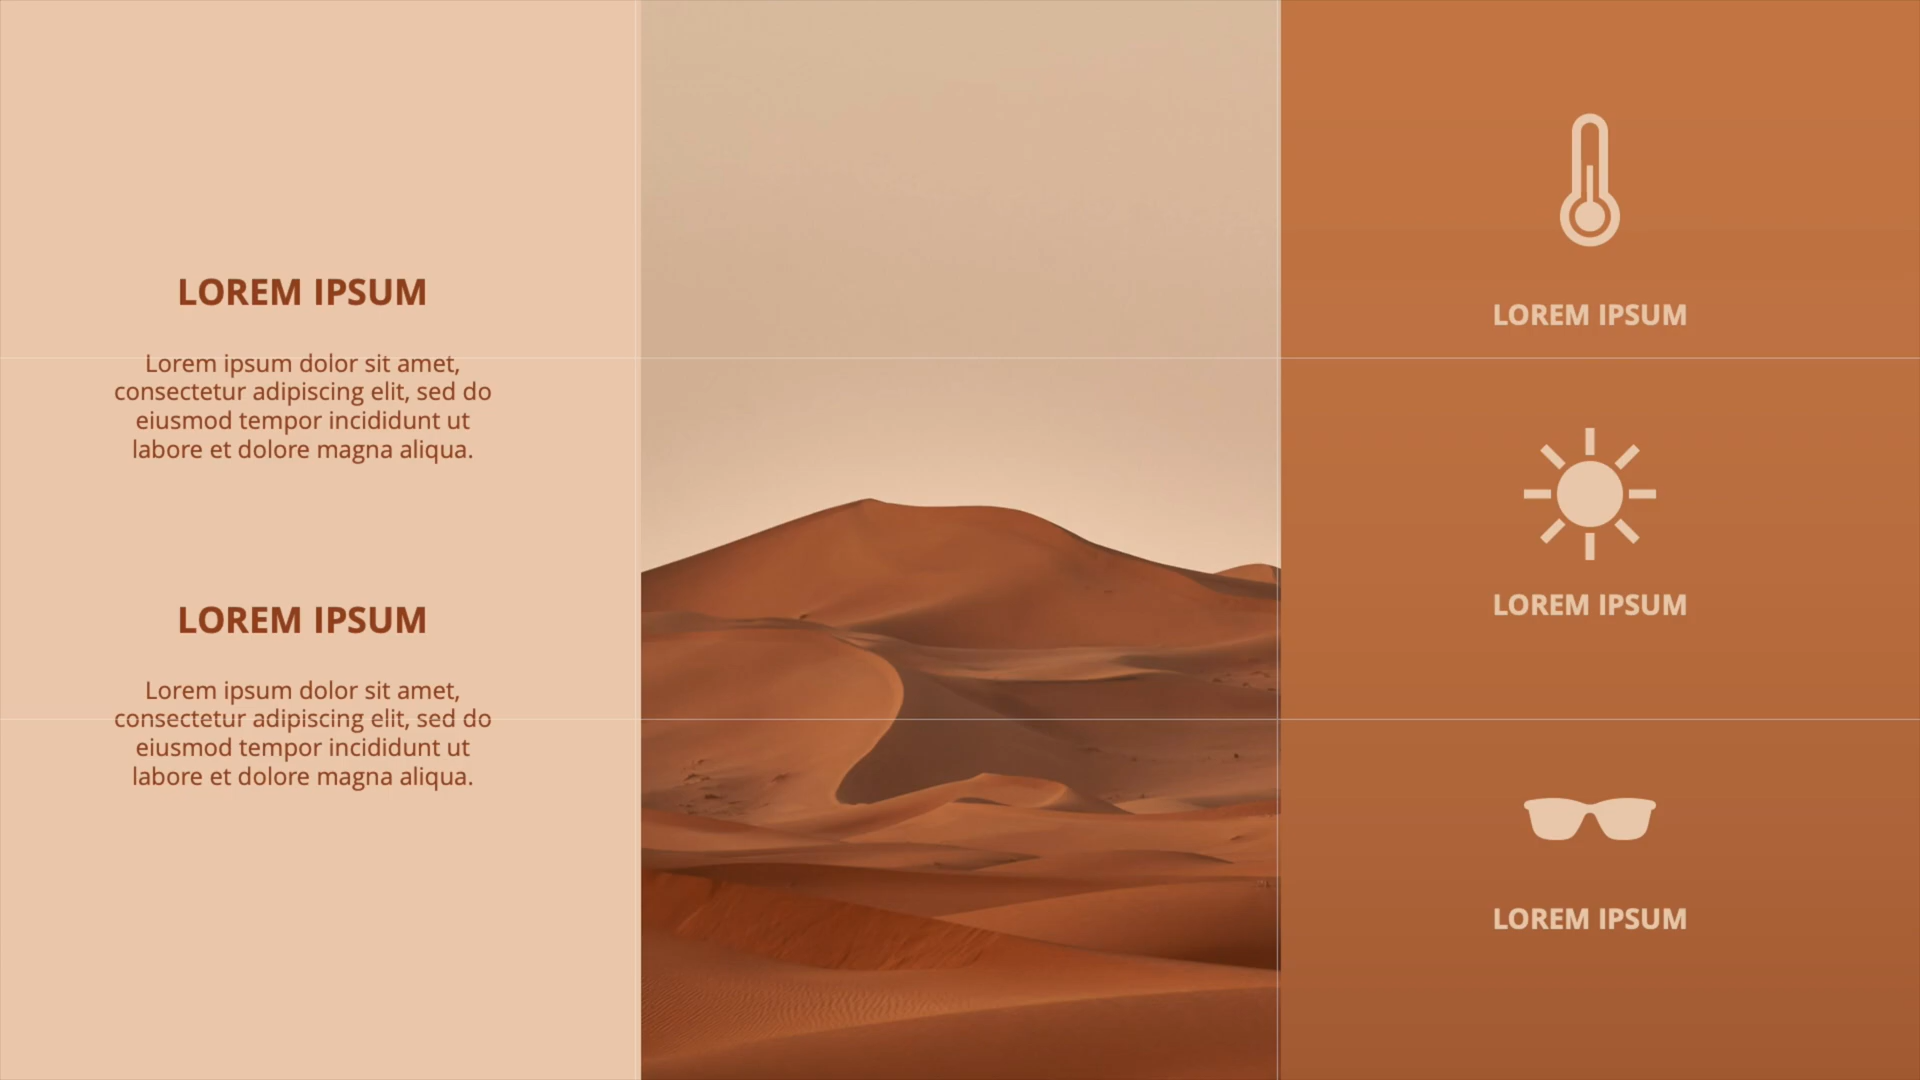 LOREM IPSUM
Lorem ipsum dolor sit amet,
consectetur adipiscing elit, sed do
eiusmod tempor incididunt ut
labore et dolore magna aliqua.
LOREM IPSUM
Lorem ipsum dolor sit amet,
consectetur adipiscing elit, sed do
eiusmod tempor incididunt ut
labore et dolore magna aliqua.
LOREM IPSUM
LOREM IPSUM
LOREM IPSUM